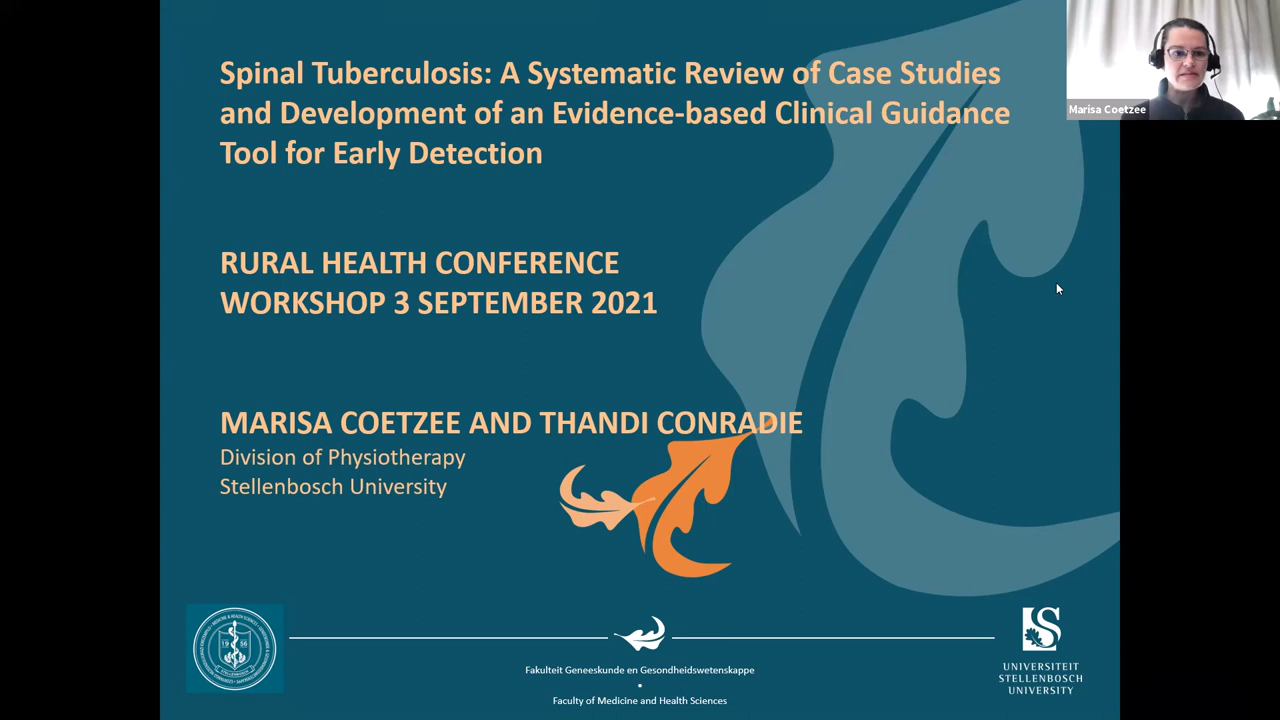 Spinal Tuberculosis: A Systematic Review of Case Studies
and Development of an Evidence-based Clinical Guidance
Tool for Early Detection
Marisa Coetzee
RURAL HEALTH CONFERENCE
WORKSHOP 3 SEPTEMBER 2021
MARISA COETZEE AND THANDI CONRADIE
Division of Physiotherapy
Stellenbosch University
19 56
Fakulteit Geneeskunde en Gesondheidswetenskappe
Faculty of Medicine and Health Sciences
UNIVERSITEIT
STELLENBOSCH
UNIVERSITY